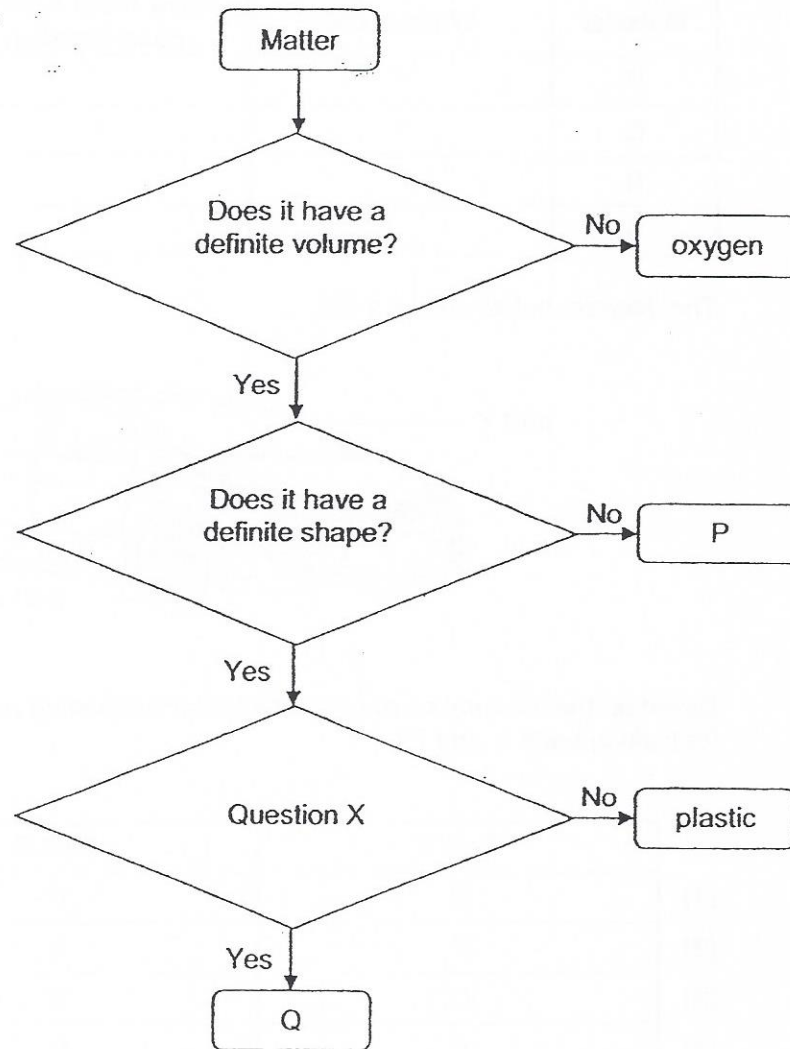 Matter
Does it have a
definite volume?
No
oxygen
Yes
Does it have a
definite shape?
No
P
Yes
Question X
No
plastic
Yes
Q